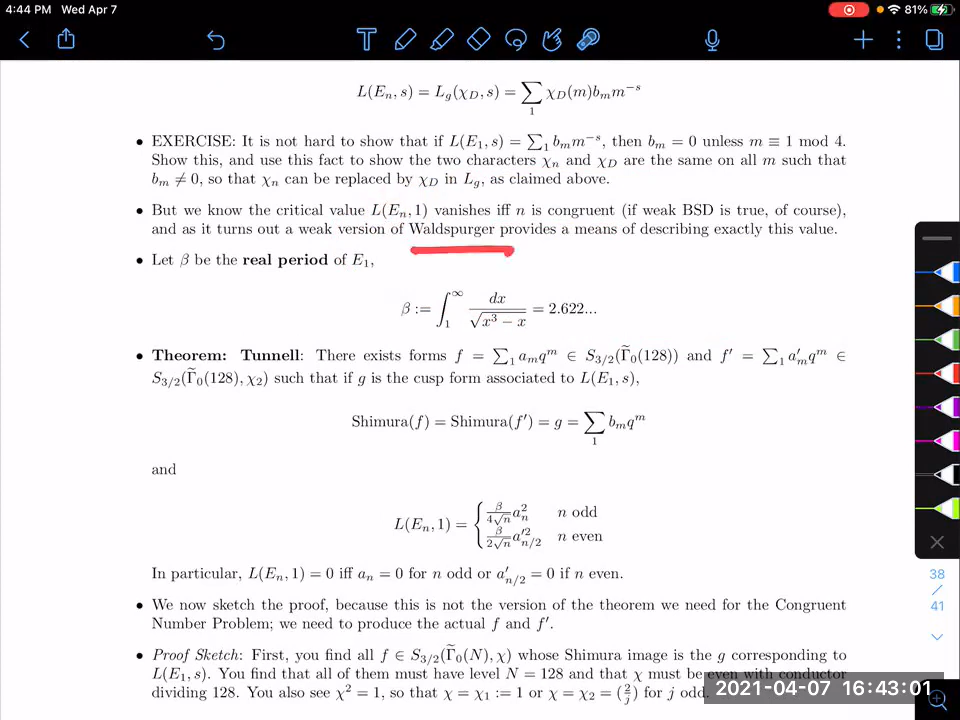 4:44 PM Wed Apr 7
81%
L(E_n, s) = L_g(χ_D, s) = ∑_1 χ_D(m)b_m m^{-s}
• EXERCISE: It is not hard to show that if L(E_1, s) = ∑_1 b_m m^{-s}, then b_m = 0 unless m ≡ 1 mod 4.
Show this, and use this fact to show the two characters χ_n and χ_D are the same on all m such that
b_m ≠ 0, so that χ_n can be replaced by χ_D in L_g, as claimed above.
• But we know the critical value L(E_n, 1) vanishes iff n is congruent (if weak BSD is true, of course),
and as it turns out a weak version of Waldspurger provides a means of describing exactly this value.
• Let β be the real period of E_1,
β := ∫_1^∞ dx/√(x^3 − x) = 2.622...
• Theorem: Tunnell: There exists forms f = ∑_1 a_m q^m ∈ S_{3/2}(Γ̃_0(128)) and f′ = ∑_1 a′_m q^m ∈
S_{3/2}(Γ̃_0(128), χ_2) such that if g is the cusp form associated to L(E_1, s),
Shimura(f) = Shimura(f′) = g = ∑_1 b_m q^m
and
L(E_n, 1) = { β/(4√n) a_n^2 n odd
β/(2√n) a′^2_{n/2} n even
In particular, L(E_n, 1) = 0 iff a_n = 0 for n odd or a′_{n/2} = 0 if n even.
• We now sketch the proof, because this is not the version of the theorem we need for the Congruent
Number Problem; we need to produce the actual f and f′.
• Proof Sketch: First, you find all f ∈ S_{3/2}(Γ̃_0(N), χ) whose Shimura image is the g corresponding to
L(E_1, s). You find that all of them must have level N = 128 and that χ must be even with conductor
dividing 128. You also see χ^2 = 1, so that χ = χ_1 := 1 or χ = χ_2 = (2/j) for j odd.
38
/
41
2021-04-07 16:43:01